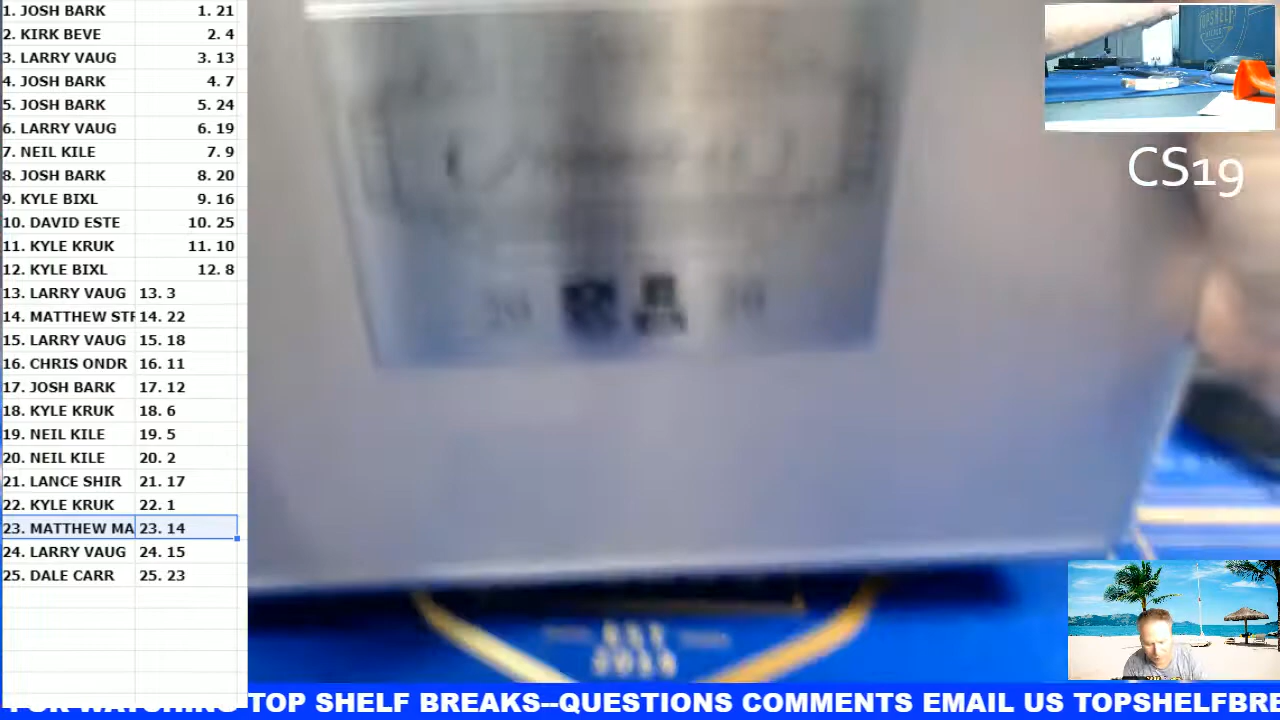 1. JOSH BARK 1. 21
2. KIRK BEVE 2. 4
3. LARRY VAUG 3. 13
4. JOSH BARK 4. 7
5. JOSH BARK 5. 24
6. LARRY VAUG 6. 19
7. NEIL KILE 7. 9
8. JOSH BARK 8. 20
9. KYLE BIXL 9. 16
10. DAVID ESTE 10. 25
11. KYLE KRUK 11. 10
12. KYLE BIXL 12. 8
13. LARRY VAUG 13. 3
14. MATTHEW STR 14. 22
15. LARRY VAUG 15. 18
16. CHRIS ONDR 16. 11
17. JOSH BARK 17. 12
18. KYLE KRUK 18. 6
19. NEIL KILE 19. 5
20. NEIL KILE 20. 2
21. LANCE SHIR 21. 17
22. KYLE KRUK 22. 1
23. MATTHEW MA 23. 14
24. LARRY VAUG 24. 15
25. DALE CARR 25. 23
TOPSHELF
CS19
EST
FOR WATCHING TOP SHELF BREAKS--QUESTIONS COMMENTS EMAIL US TOPSHELFBRE